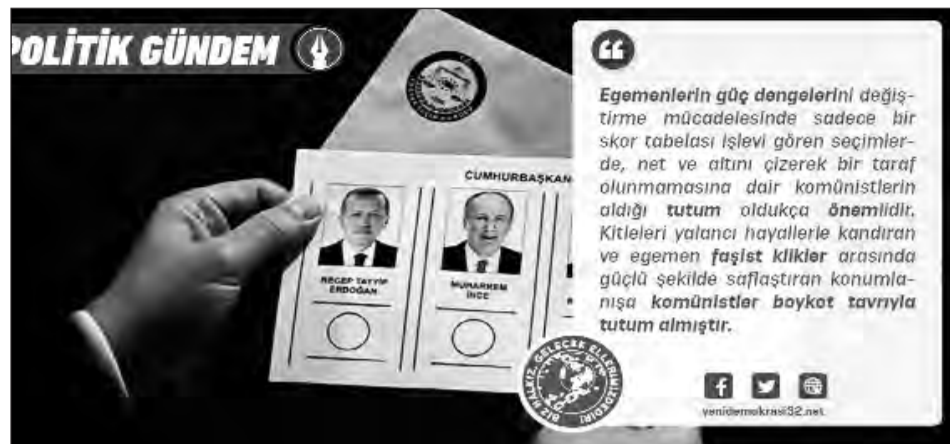 POLİTİK GÜNDEM
CUMHURBAŞKAN
RECEP TAYYİP
ERDOĞAN
MUHARREM
İNCE
Egemenlerin güç dengelerini değiş-
tirme mücadelesinde sadece bir
skor tabelası işlevi gören seçimler-
de, net ve altını çizerek bir taraf
olunmamasına dair komünistlerin
aldığı tutum oldukça önemlidir.
Kitleleri yalancı hayallerle kandıran
ve egemen faşist klikler arasında
güçlü şekilde saflaştıran konumla-
nışa komünistler boykot tavrıyla
tutum almıştır.
BİZ HALKIZ, GELECEK ELLERİMİZDEDİR!
yenidemokrasi32.net